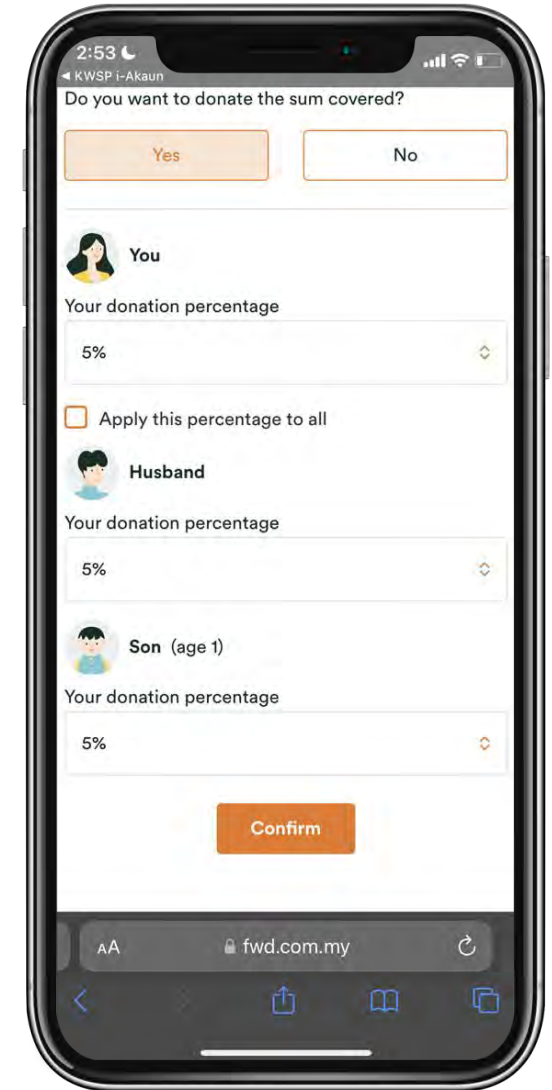 2:53
◀ KWSP i-Akaun
Do you want to donate the sum covered?
Yes
No
You
Your donation percentage
5%
Apply this percentage to all
Husband
Your donation percentage
5%
Son (age 1)
Your donation percentage
5%
Confirm
AA
fwd.com.my